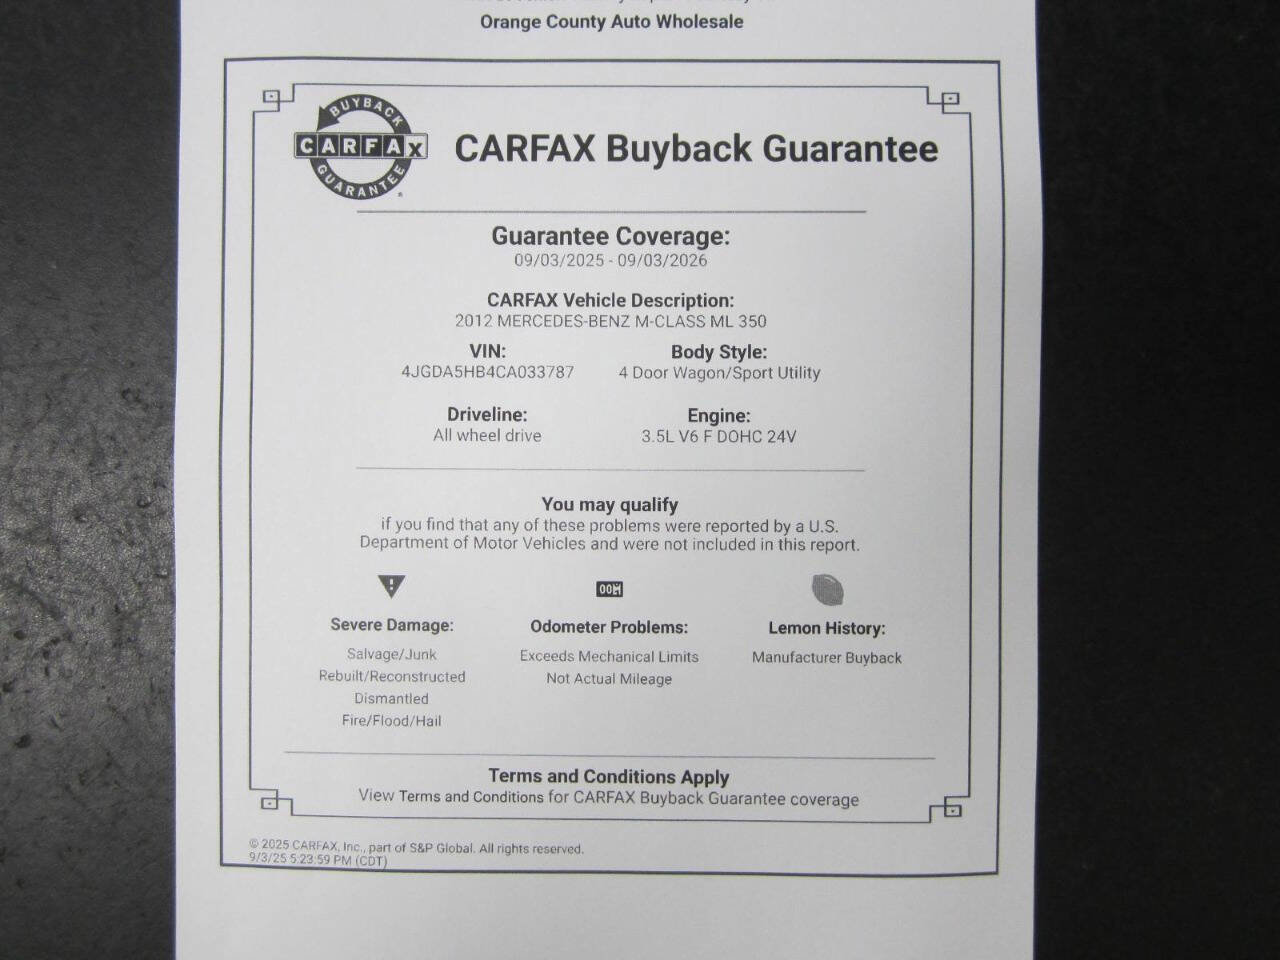 Orange County Auto Wholesale
BUYBACK
CARFAX
GUARANTEE
CARFAX Buyback Guarantee
Guarantee Coverage:
09/03/2025 - 09/03/2026
CARFAX Vehicle Description:
2012 MERCEDES-BENZ M-CLASS ML 350
VIN: Body Style:
4JGDA5HB4CA033787 4 Door Wagon/Sport Utility
Driveline: Engine:
All wheel drive 3.5L V6 F DOHC 24V
You may qualify
if you find that any of these problems were reported by a U.S.
Department of Motor Vehicles and were not included in this report.
Severe Damage:
Salvage/Junk
Rebuilt/Reconstructed
Dismantled
Fire/Flood/Hail
Odometer Problems:
Exceeds Mechanical Limits
Not Actual Mileage
Lemon History:
Manufacturer Buyback
Terms and Conditions Apply
View Terms and Conditions for CARFAX Buyback Guarantee coverage
© 2025 CARFAX, Inc., part of S&P Global. All rights reserved.
9/3/25 5:23:59 PM (CDT)